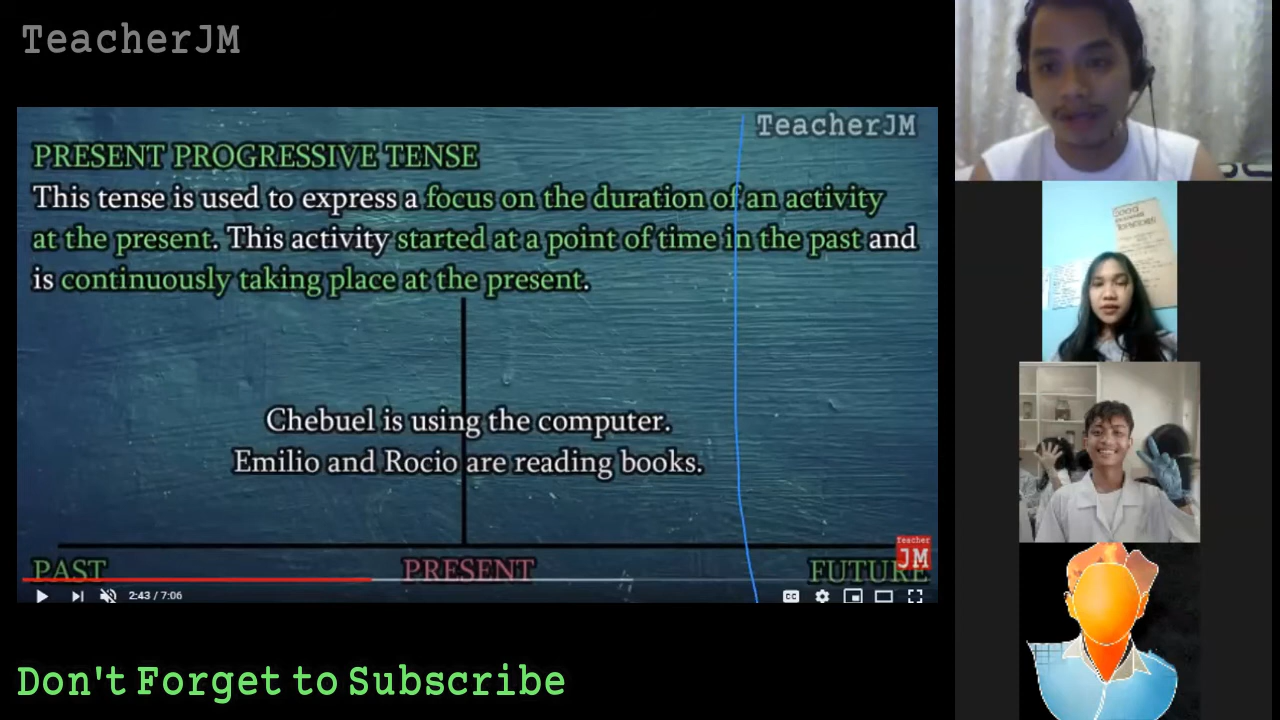 TeacherJM
TeacherJM
PRESENT PROGRESSIVE TENSE
This tense is used to express a focus on the duration of an activity
at the present. This activity started at a point of time in the past and
is continuously taking place at the present.
Chebuel is using the computer.
Emilio and Rocio are reading books.
Teacher
JM
PAST PRESENT FUTURE
2:43 / 7:06
CC
Don't Forget to Subscribe